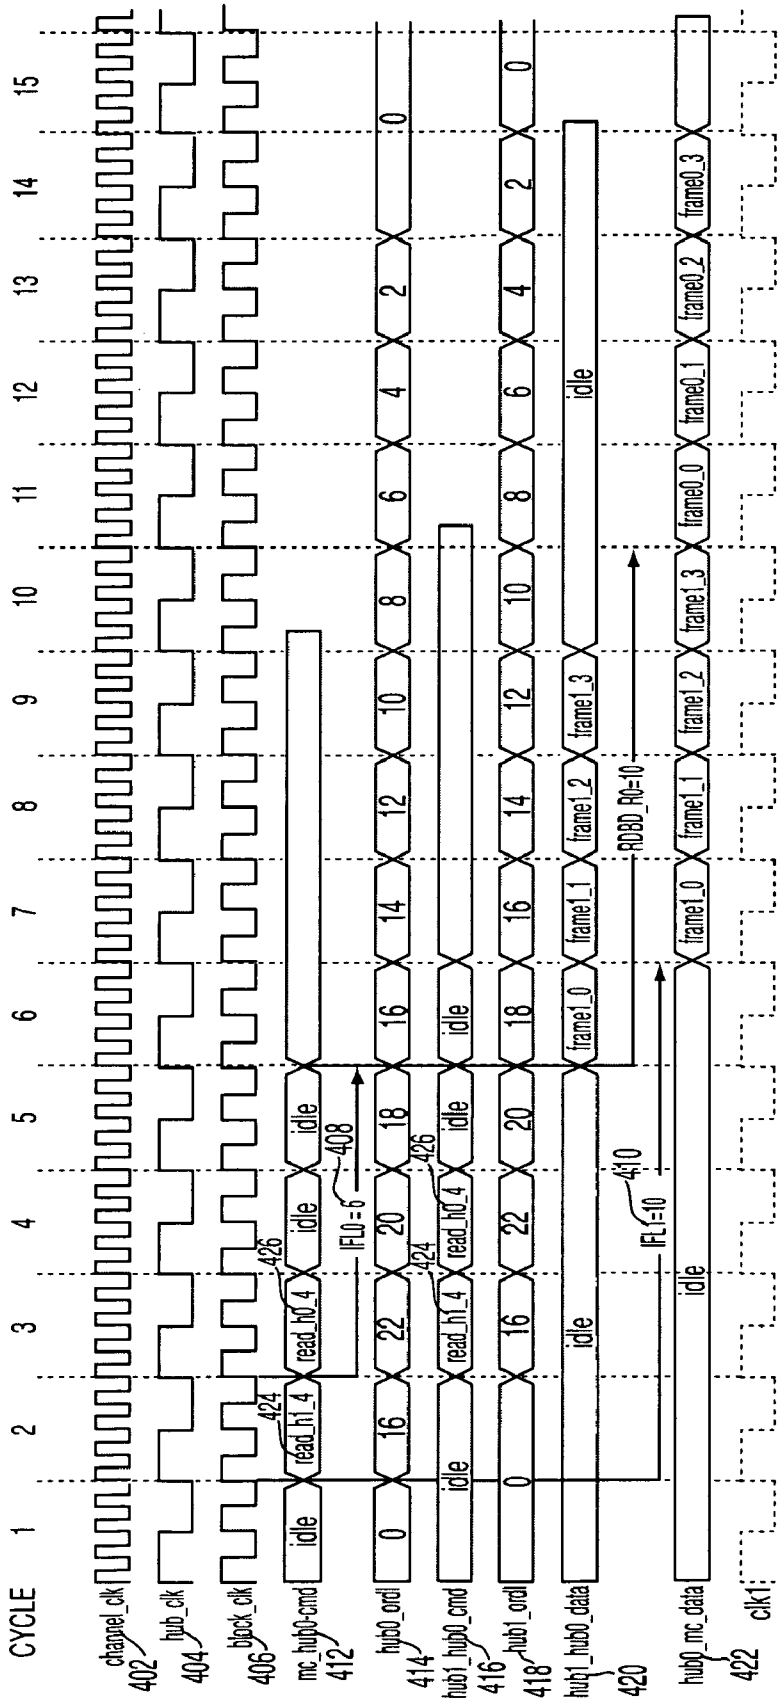 CYCLE 1 2 3 4 5 6 7 8 9 10 11 12 13 14 15
channel_clk
402
hub_clk
404
block_clk
406
mc_hub0-cmd idle read_h1_4 read_h0_4 idle idle
412
424
426
IFL0 = 6
408
hub0_ordl 0 16 22 20 18 16 14 12 10 8 6 4 2 0
414
hub1_hub0_cmd idle read_h1_4 read_h0_4 idle idle
416
424
426
hub1_ordl 0 16 22 20 18 16 14 12 10 8 6 4 2 0
418
hub1_hub0_data idle frame1_0 frame1_1 frame1_2 frame1_3 idle
420
RDBD_R0=10
IFL1=10
410
hub0_mc_data idle frame1_0 frame1_1 frame1_2 frame1_3 frame0_0 frame0_1 frame0_2 frame0_3
422
clk1